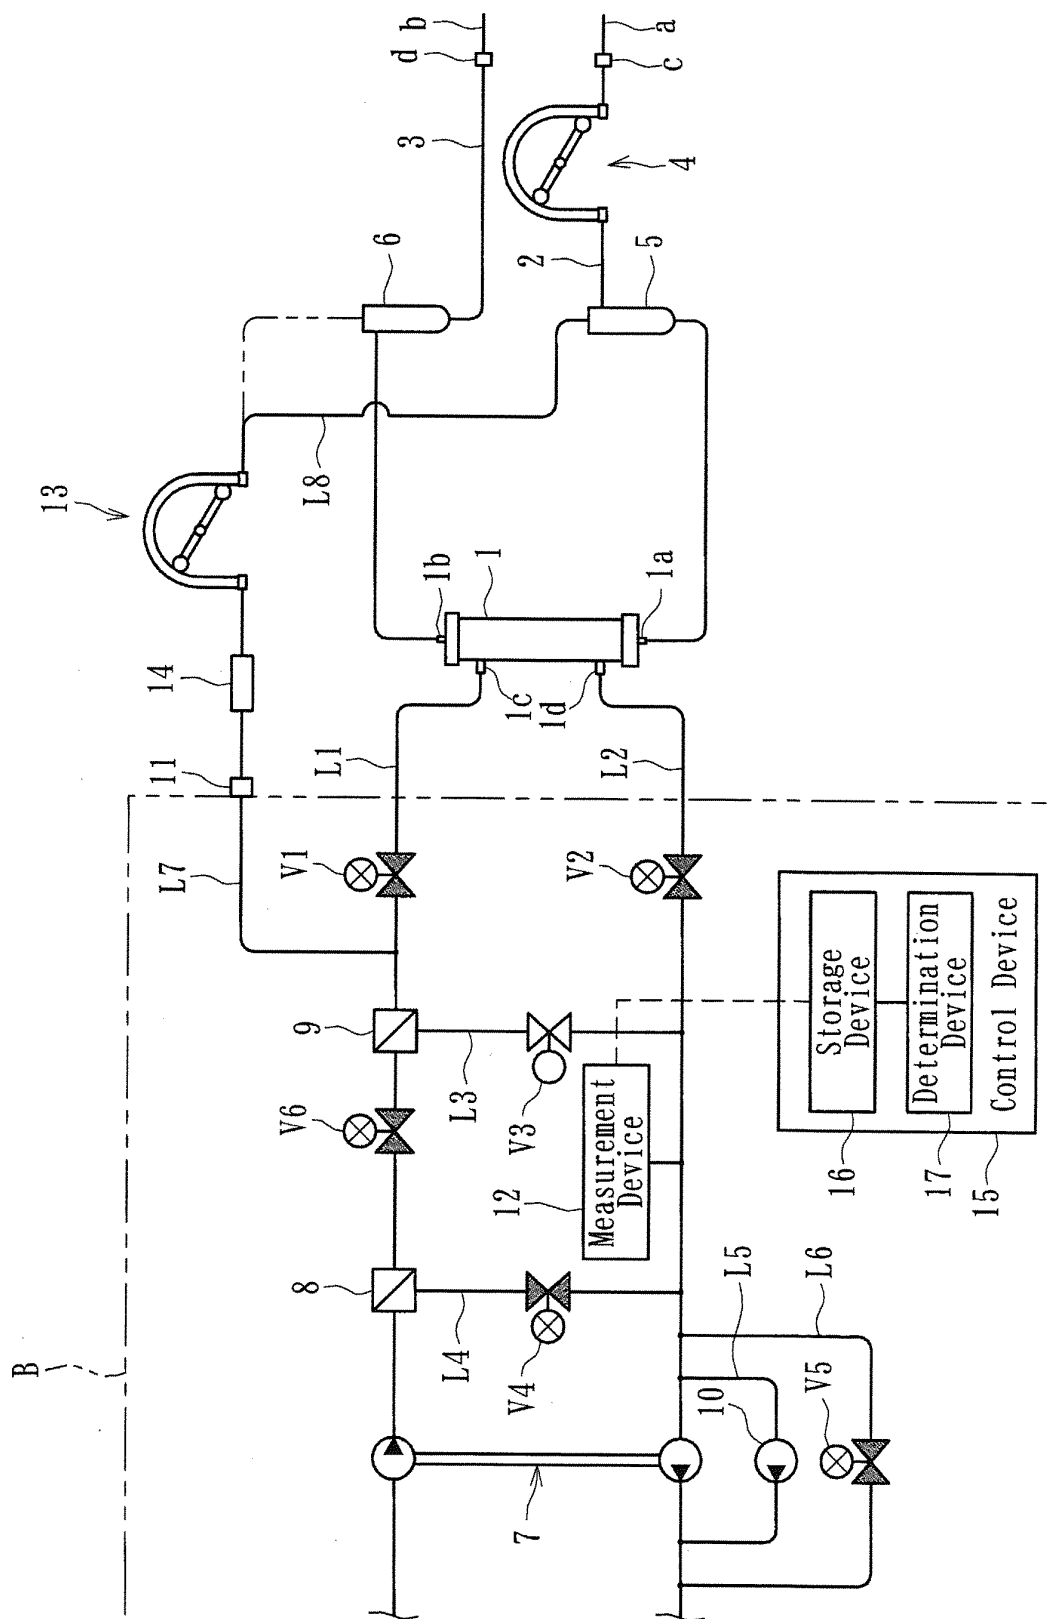 b
a
d
c
3
4
6
2
5
13
L8
1b
1
1a
14
1c
1d
11
L1
L2
L7
V1
V2
9
L3
V6
V3
12
Measurement
Device
Storage
Device
Determination
Device
Control Device
16
17
15
8
L4
V4
B
L5
L6
10
V5
7